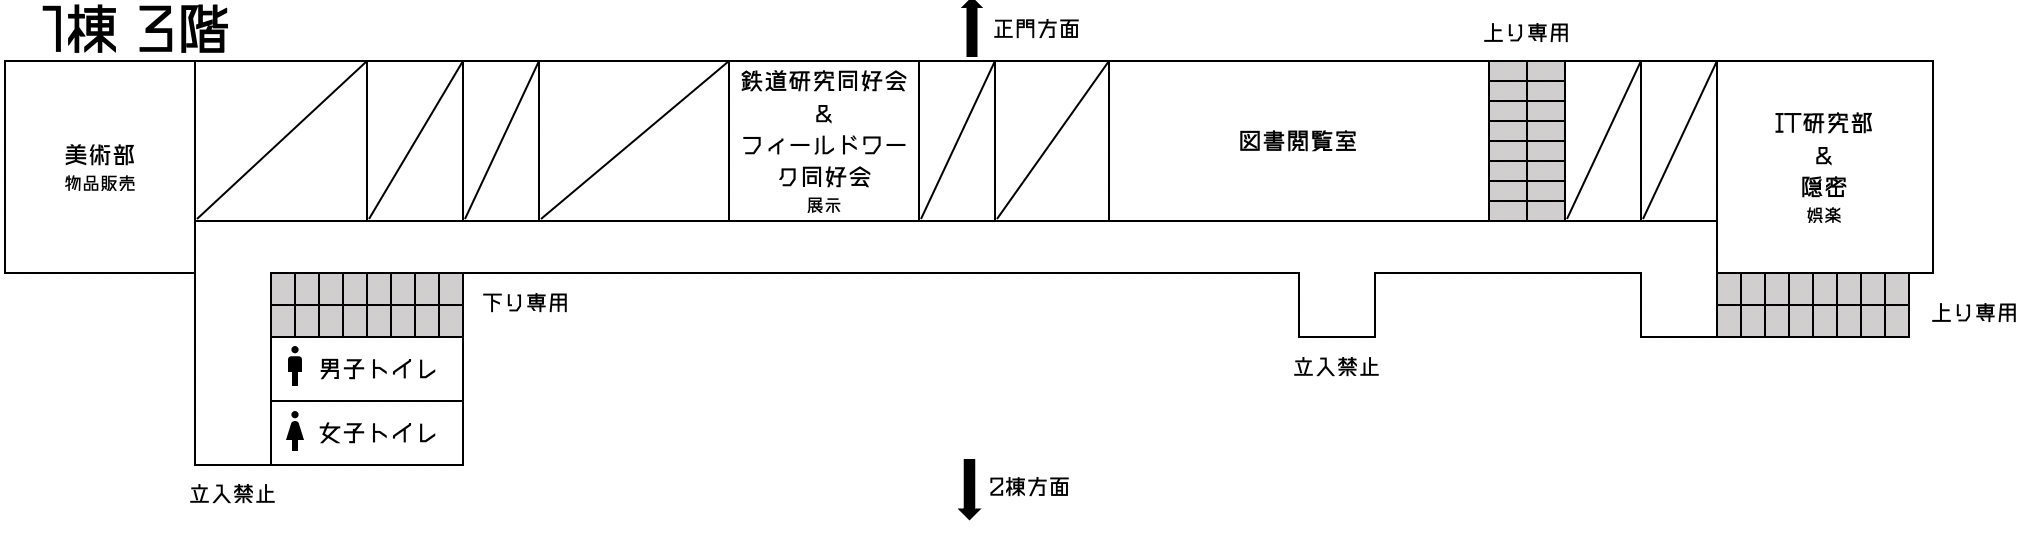 1棟 3階
正門方面
上り専用
美術部
物品販売
鉄道研究同好会
&
フィールドワー
ク同好会
展示
図書閲覧室
IT研究部
&
隠密
娯楽
下り専用
上り専用
男子トイレ
女子トイレ
立入禁止
立入禁止
2棟方面